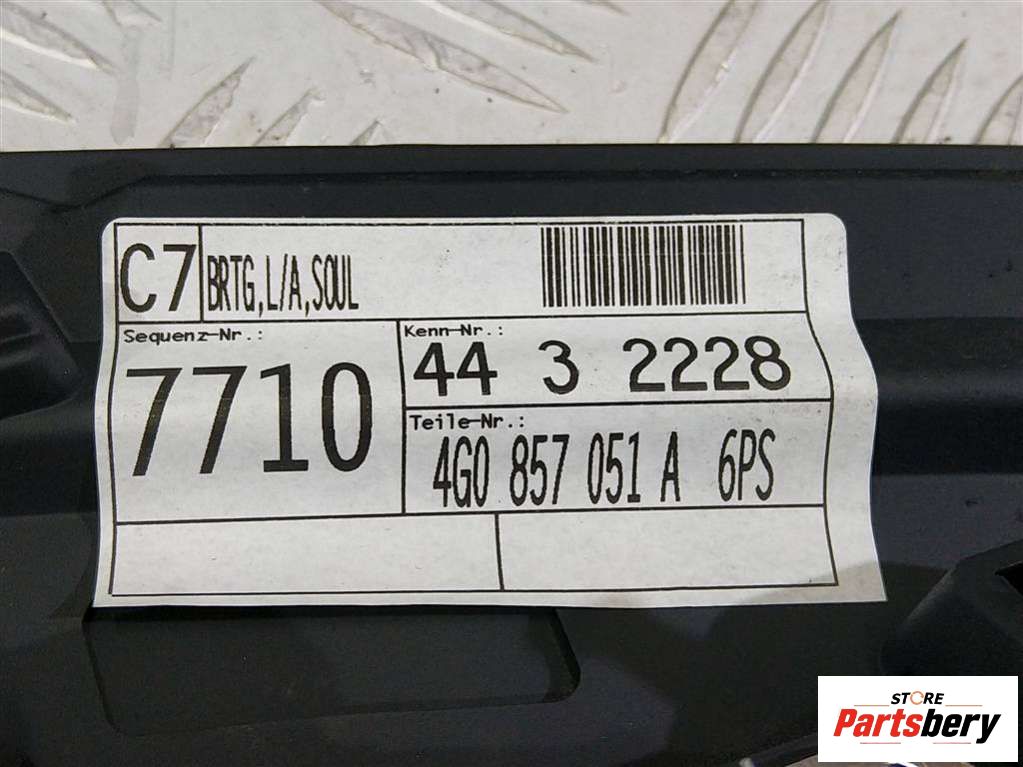 C7
BRTG,L/A,SOUL
Sequenz-Nr.:
7710
Kenn-Nr.:
44 3 2228
Teile-Nr.:
4G0 857 051 A 6PS
STORE
Partsbery